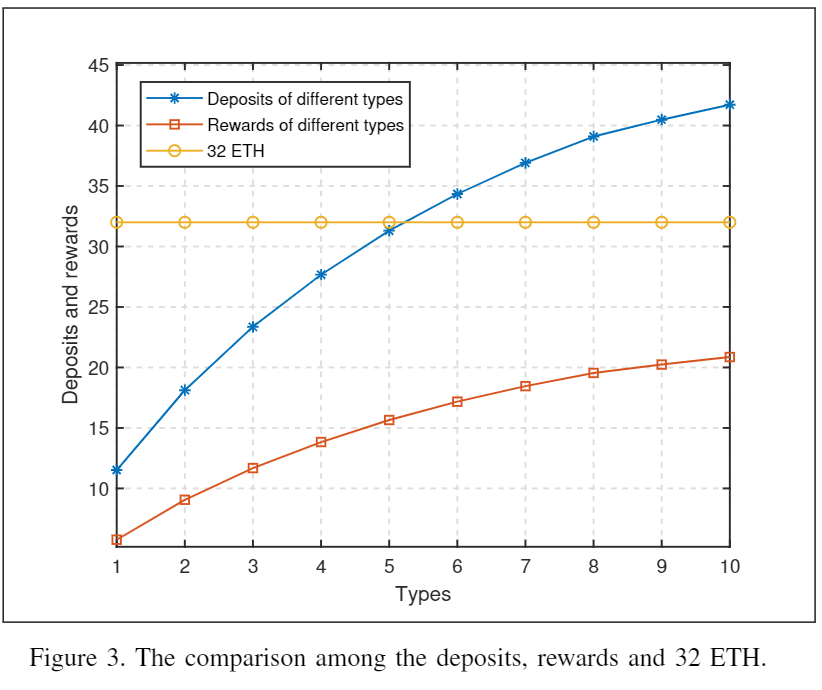 45
40
35
30
25
20
15
10
Deposits and rewards
Deposits of different types
Rewards of different types
32 ETH
1 2 3 4 5 6 7 8 9 10
Types
Figure 3. The comparison among the deposits, rewards and 32 ETH.